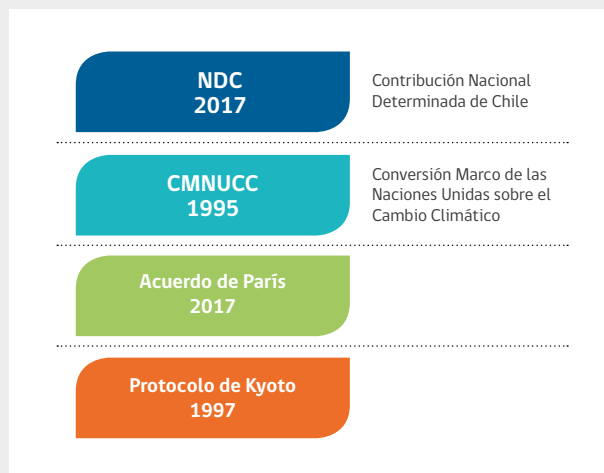 NDC
2017
Contribución Nacional
Determinada de Chile
CMNUCC
1995
Conversión Marco de las
Naciones Unidas sobre el
Cambio Climático
Acuerdo de París
2017
Protocolo de Kyoto
1997